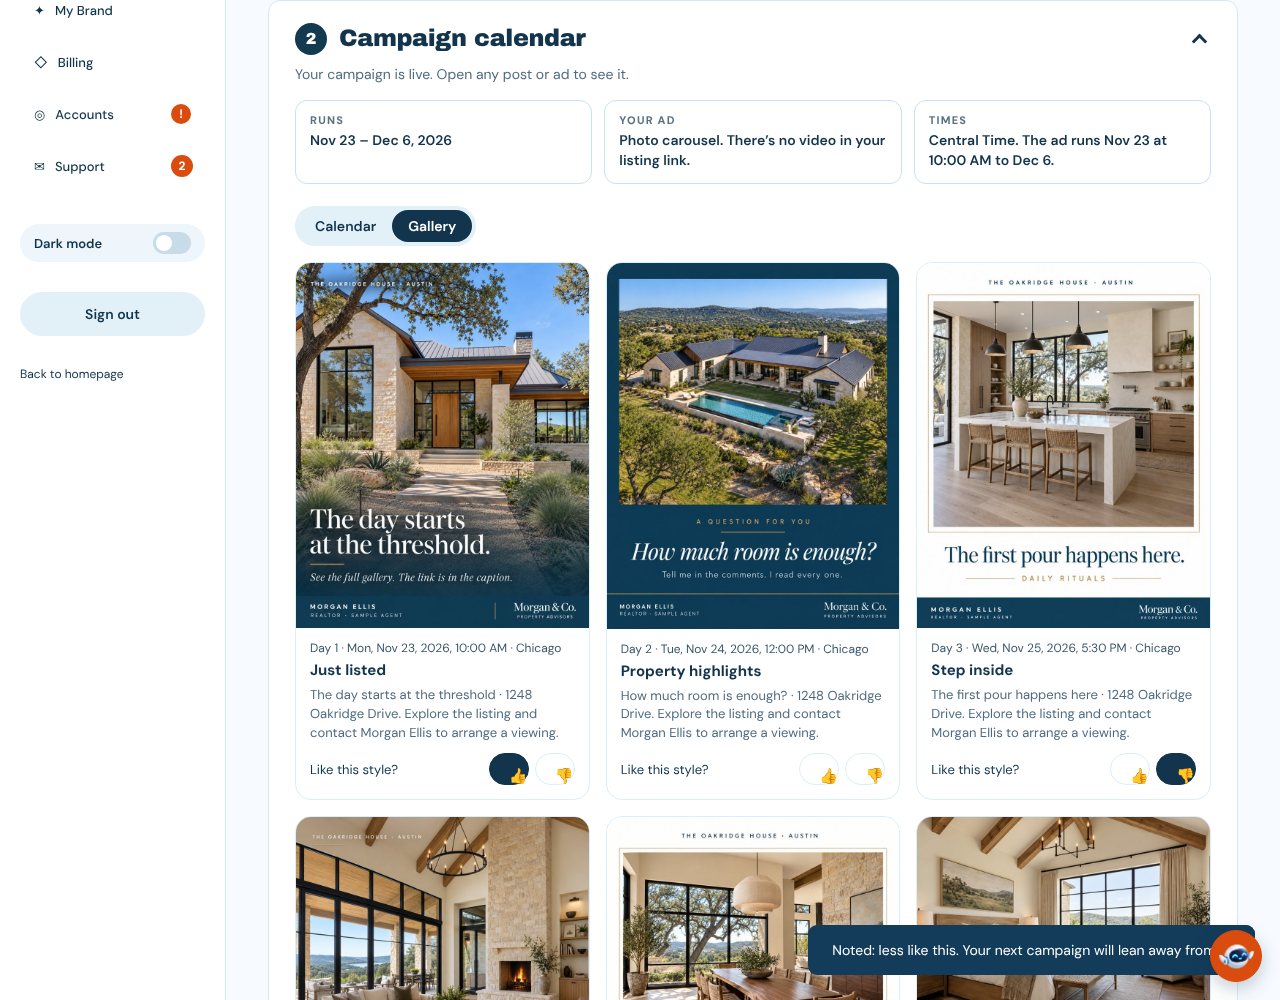 ✦ My Brand
◇ Billing
◎ Accounts !
✉ Support 2
Dark mode
Sign out
Back to homepage
2 Campaign calendar
Your campaign is live. Open any post or ad to see it.
RUNS
Nov 23 – Dec 6, 2026
YOUR AD
Photo carousel. There's no video in your
listing link.
TIMES
Central Time. The ad runs Nov 23 at
10:00 AM to Dec 6.
Calendar Gallery
THE OAKRIDGE HOUSE · AUSTIN
The day starts
at the threshold.
See the full gallery. The link is in the caption.
MORGAN ELLIS
REALTOR · SAMPLE AGENT
Morgan & Co.
PROPERTY ADVISORS
Day 1 · Mon, Nov 23, 2026, 10:00 AM · Chicago
Just listed
The day starts at the threshold · 1248
Oakridge Drive. Explore the listing and
contact Morgan Ellis to arrange a viewing.
Like this style? 👍 👎
A QUESTION FOR YOU
How much room is enough?
Tell me in the comments. I read every one.
MORGAN ELLIS
REALTOR · SAMPLE AGENT
Morgan & Co.
PROPERTY ADVISORS
Day 2 · Tue, Nov 24, 2026, 12:00 PM · Chicago
Property highlights
How much room is enough? · 1248 Oakridge
Drive. Explore the listing and contact
Morgan Ellis to arrange a viewing.
Like this style? 👍 👎
THE OAKRIDGE HOUSE · AUSTIN
The first pour happens here.
DAILY RITUALS
MORGAN ELLIS
REALTOR · SAMPLE AGENT
Morgan & Co.
PROPERTY ADVISORS
Day 3 · Wed, Nov 25, 2026, 5:30 PM · Chicago
Step inside
The first pour happens here · 1248 Oakridge
Drive. Explore the listing and contact
Morgan Ellis to arrange a viewing.
Like this style? 👍 👎
THE OAKRIDGE HOUSE · AUSTIN
THE OAKRIDGE HOUSE · AUSTIN
Noted: less like this. Your next campaign will lean away from